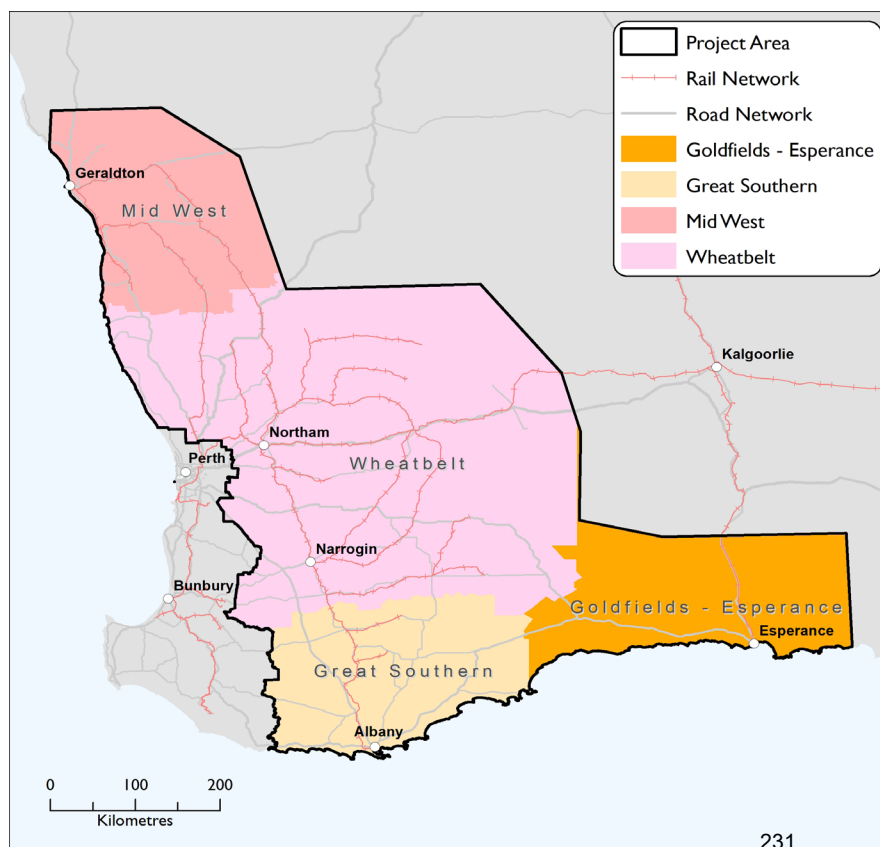 Project Area
Rail Network
Road Network
Goldfields - Esperance
Great Southern
Mid West
Wheatbelt
Geraldton
Mid West
Kalgoorlie
Northam
Perth
Wheatbelt
Narrogin
Bunbury
Goldfields - Esperance
Esperance
Great Southern
Albany
0 100 200
Kilometres
231